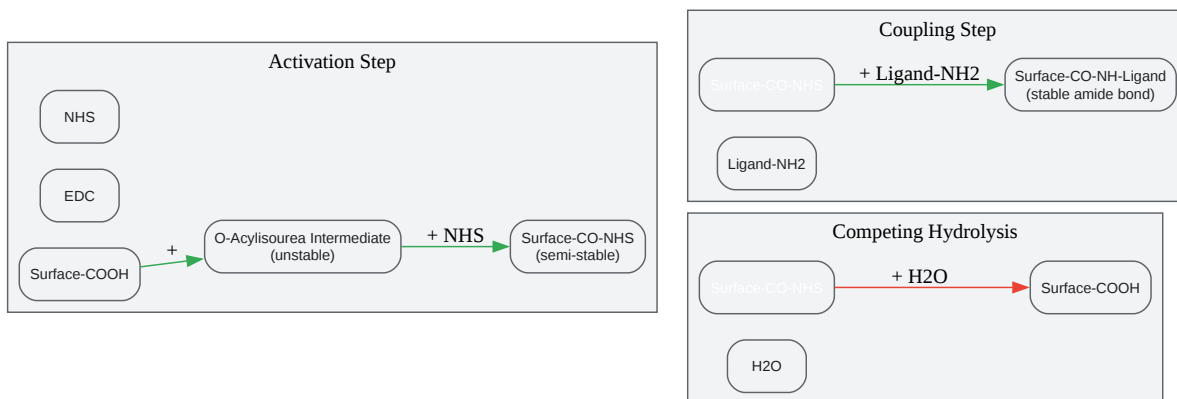 Activation Step
NHS
EDC
Surface-COOH
+
O-Acylisourea Intermediate
(unstable)
+ NHS
Surface-CO-NHS
(semi-stable)
Coupling Step
Surface-CO-NHS
+ Ligand-NH2
Surface-CO-NH-Ligand
(stable amide bond)
Ligand-NH2
Competing Hydrolysis
Surface-CO-NHS
+ H2O
Surface-COOH
H2O